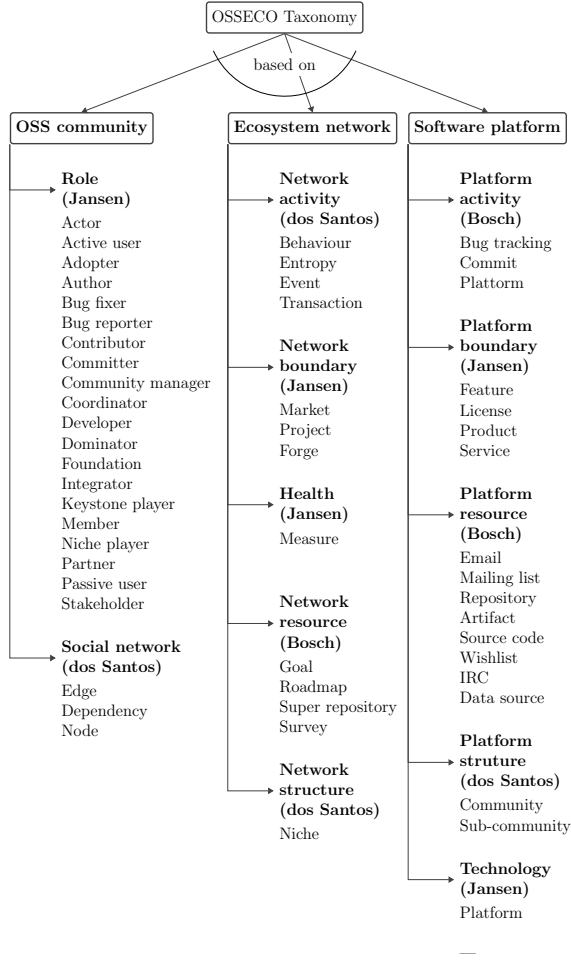 OSSECO Taxonomy
based on
OSS community
Role
(Jansen)
Actor
Active user
Adopter
Author
Bug fixer
Bug reporter
Contributor
Committer
Community manager
Coordinator
Developer
Dominator
Foundation
Integrator
Keystone player
Member
Niche player
Partner
Passive user
Stakeholder
Social network
(dos Santos)
Edge
Dependency
Node
Ecosystem network
Network
activity
(dos Santos)
Behaviour
Entropy
Event
Transaction
Network
boundary
(Jansen)
Market
Project
Forge
Health
(Jansen)
Measure
Network
resource
(Bosch)
Goal
Roadmap
Super repository
Survey
Network
structure
(dos Santos)
Niche
Software platform
Platform
activity
(Bosch)
Bug tracking
Commit
Plattorm
Platform
boundary
(Jansen)
Feature
License
Product
Service
Platform
resource
(Bosch)
Email
Mailing list
Repository
Artifact
Source code
Wishlist
IRC
Data source
Platform
struture
(dos Santos)
Community
Sub-community
Technology
(Jansen)
Platform